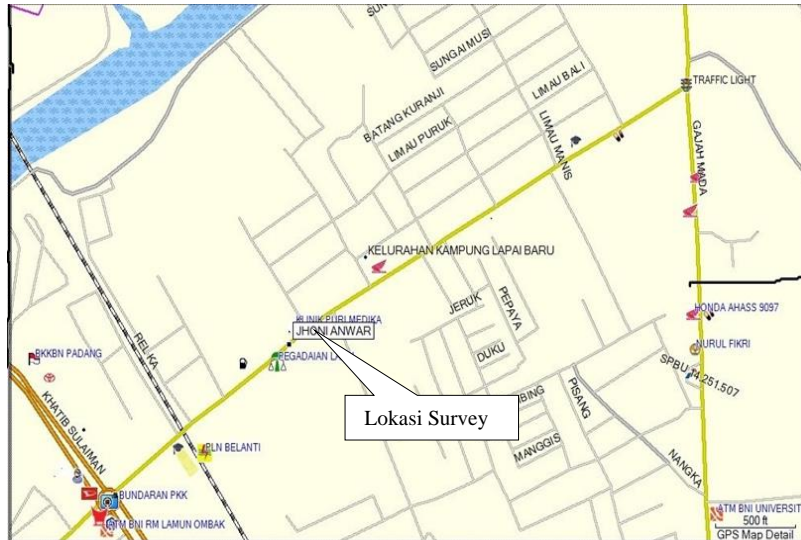 SUNGAI MUSI
LIMAU BALI
TRAFFIC LIGHT
BATANG KURANJI
LIMAU PURUK
LIMAU MANIS
GAJAH MADA
KELURAHAN KAMPUNG LAPAI BARU
JERUK
PEPAYA
HONDA AHASS 9097
KLINIK PURI MEDIKA
JHONI ANWAR
REL KA
NURUL FIKRI
BKKBN PADANG
PEGADAIAN
DUKU
SPBU 14.251.507
PISANG
KHATIB SULAIMAN
Lokasi Survey
MANGGIS
NANGKA
PLN BELANTI
BUNDARAN PKK
ATM BNI RM LAMUN OMBAK
ATM BNI UNIVERSIT
500 ft
GPS Map Detail